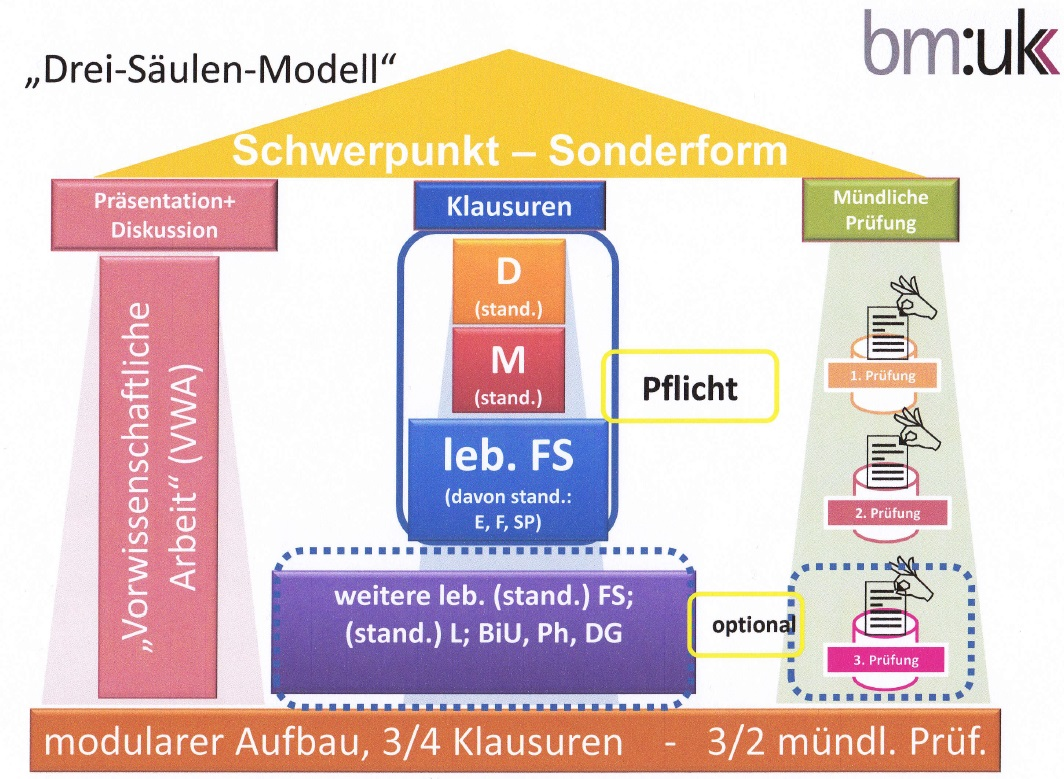 „Drei-Säulen-Modell“
bm:uk
Schwerpunkt – Sonderform
Präsentation+
Diskussion
„Vorwissenschaftliche
Arbeit“ (VWA)
Klausuren
D
(stand.)
M
(stand.)
leb. FS
(davon stand.:
E, F, SP)
Pflicht
weitere leb. (stand.) FS;
(stand.) L; BiU, Ph, DG
optional
Mündliche
Prüfung
1. Prüfung
2. Prüfung
3. Prüfung
modularer Aufbau, 3/4 Klausuren - 3/2 mündl. Prüf.